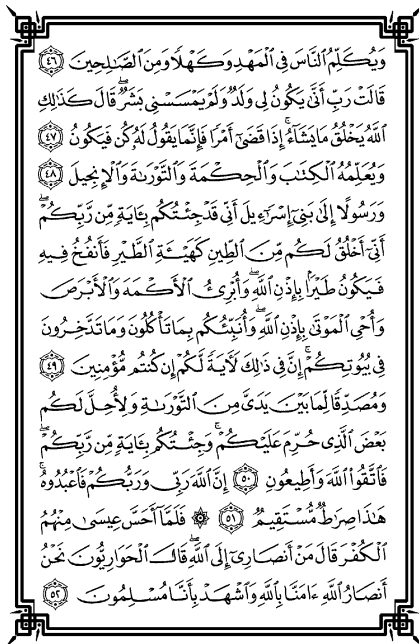 وَيُكَلِّمُ ٱلنَّاسَ فِى ٱلْمَهْدِ وَكَهْلًا وَمِنَ ٱلصَّٰلِحِينَ ٤٦
قَالَتْ رَبِّ أَنَّىٰ يَكُونُ لِى وَلَدٌ وَلَمْ يَمْسَسْنِى بَشَرٌ ۖ قَالَ كَذَٰلِكِ
ٱللَّهُ يَخْلُقُ مَا يَشَآءُ ۚ إِذَا قَضَىٰٓ أَمْرًا فَإِنَّمَا يَقُولُ لَهُۥ كُن فَيَكُونُ ٤٧
وَيُعَلِّمُهُ ٱلْكِتَٰبَ وَٱلْحِكْمَةَ وَٱلتَّوْرَىٰةَ وَٱلْإِنجِيلَ ٤٨
وَرَسُولًا إِلَىٰ بَنِىٓ إِسْرَٰٓءِيلَ أَنِّى قَدْ جِئْتُكُم بِـَٔايَةٍ مِّن رَّبِّكُمْ ۖ
أَنِّىٓ أَخْلُقُ لَكُم مِّنَ ٱلطِّينِ كَهَيْـَٔةِ ٱلطَّيْرِ فَأَنفُخُ فِيهِ
فَيَكُونُ طَيْرًۢا بِإِذْنِ ٱللَّهِ ۖ وَأُبْرِئُ ٱلْأَكْمَهَ وَٱلْأَبْرَصَ
وَأُحْىِ ٱلْمَوْتَىٰ بِإِذْنِ ٱللَّهِ ۖ وَأُنَبِّئُكُم بِمَا تَأْكُلُونَ وَمَا تَدَّخِرُونَ
فِى بُيُوتِكُمْ ۚ إِنَّ فِى ذَٰلِكَ لَـَٔايَةً لَّكُمْ إِن كُنتُم مُّؤْمِنِينَ ٤٩
وَمُصَدِّقًا لِّمَا بَيْنَ يَدَىَّ مِنَ ٱلتَّوْرَىٰةِ وَلِأُحِلَّ لَكُم
بَعْضَ ٱلَّذِى حُرِّمَ عَلَيْكُمْ ۚ وَجِئْتُكُم بِـَٔايَةٍ مِّن رَّبِّكُمْ
فَٱتَّقُوا۟ ٱللَّهَ وَأَطِيعُونِ ٥٠ إِنَّ ٱللَّهَ رَبِّى وَرَبُّكُمْ فَٱعْبُدُوهُ ۗ
هَٰذَا صِرَٰطٌ مُّسْتَقِيمٌ ٥١ ۞ فَلَمَّآ أَحَسَّ عِيسَىٰ مِنْهُمُ
ٱلْكُفْرَ قَالَ مَنْ أَنصَارِىٓ إِلَى ٱللَّهِ ۖ قَالَ ٱلْحَوَارِيُّونَ نَحْنُ
أَنصَارُ ٱللَّهِ ءَامَنَّا بِٱللَّهِ وَٱشْهَدْ بِأَنَّا مُسْلِمُونَ ٥٢